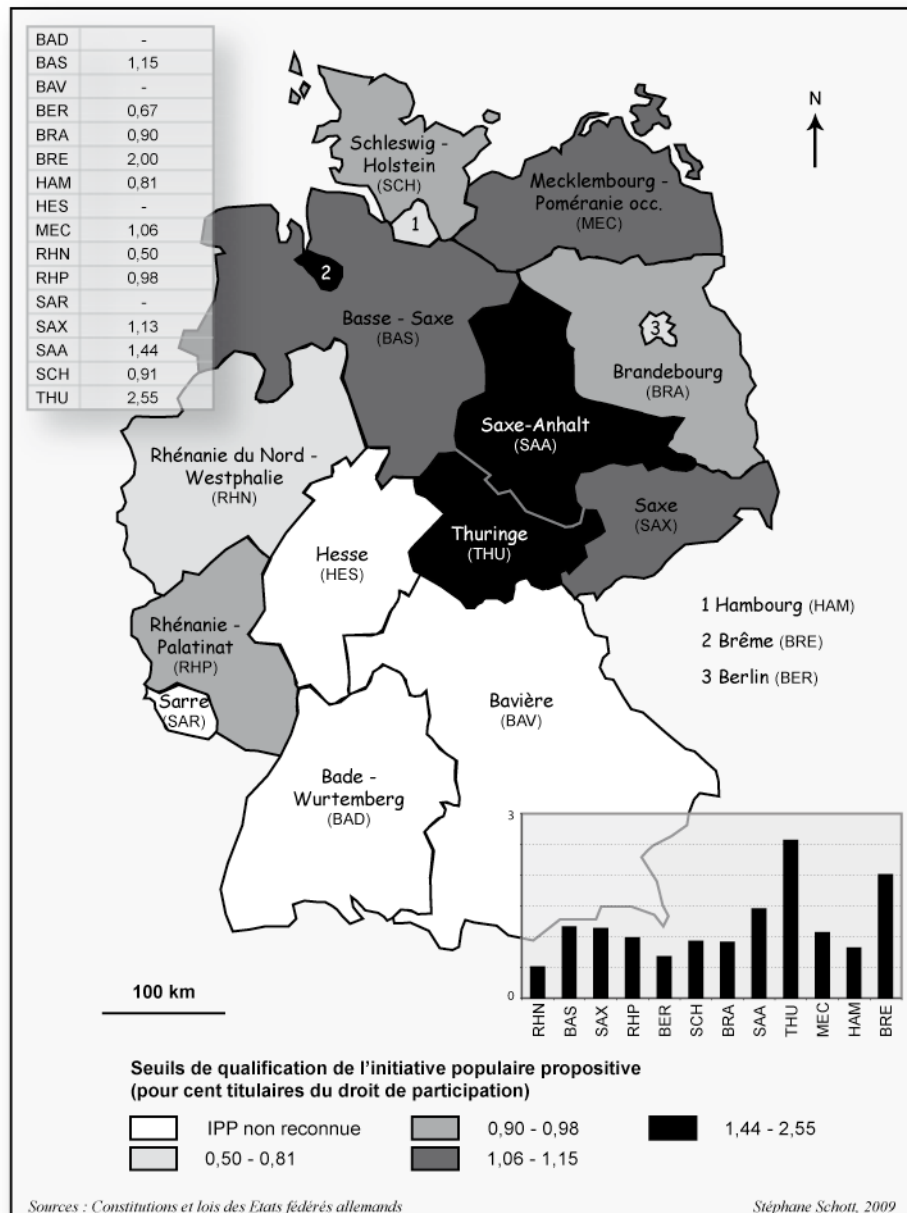 BAD -
BAS 1,15
BAV -
BER 0,67
BRA 0,90
BRE 2,00
HAM 0,81
HES -
MEC 1,06
RHN 0,50
RHP 0,98
SAR -
SAX 1,13
SAA 1,44
SCH 0,91
THU 2,55
N
Schleswig -
Holstein
(SCH)
Mecklembourg -
Poméranie occ.
(MEC)
1
2
Basse - Saxe
(BAS)
3
Brandebourg
(BRA)
Saxe-Anhalt
(SAA)
Rhénanie du Nord -
Westphalie
(RHN)
Saxe
(SAX)
Thuringe
(THU)
Hesse
(HES)
Rhénanie -
Palatinat
(RHP)
1 Hambourg (HAM)
2 Brême (BRE)
3 Berlin (BER)
Sarre
(SAR)
Bavière
(BAV)
Bade -
Wurtemberg
(BAD)
3
0
RHN BAS SAX RHP BER SCH BRA SAA THU MEC HAM BRE
100 km
Seuils de qualification de l'initiative populaire propositive
(pour cent titulaires du droit de participation)
IPP non reconnue 0,90 - 0,98 1,44 - 2,55
0,50 - 0,81 1,06 - 1,15
Sources : Constitutions et lois des Etats fédérés allemands Stéphane Schott, 2009